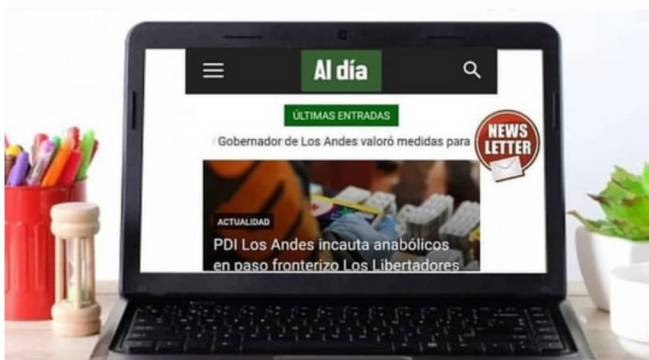 Al día
ÚLTIMAS ENTRADAS
Gobernador de Los Andes valoró medidas para
NEWS
LETTER
ACTUALIDAD
PDI Los Andes incauta anabólicos
en paso fronterizo Los Libertadores